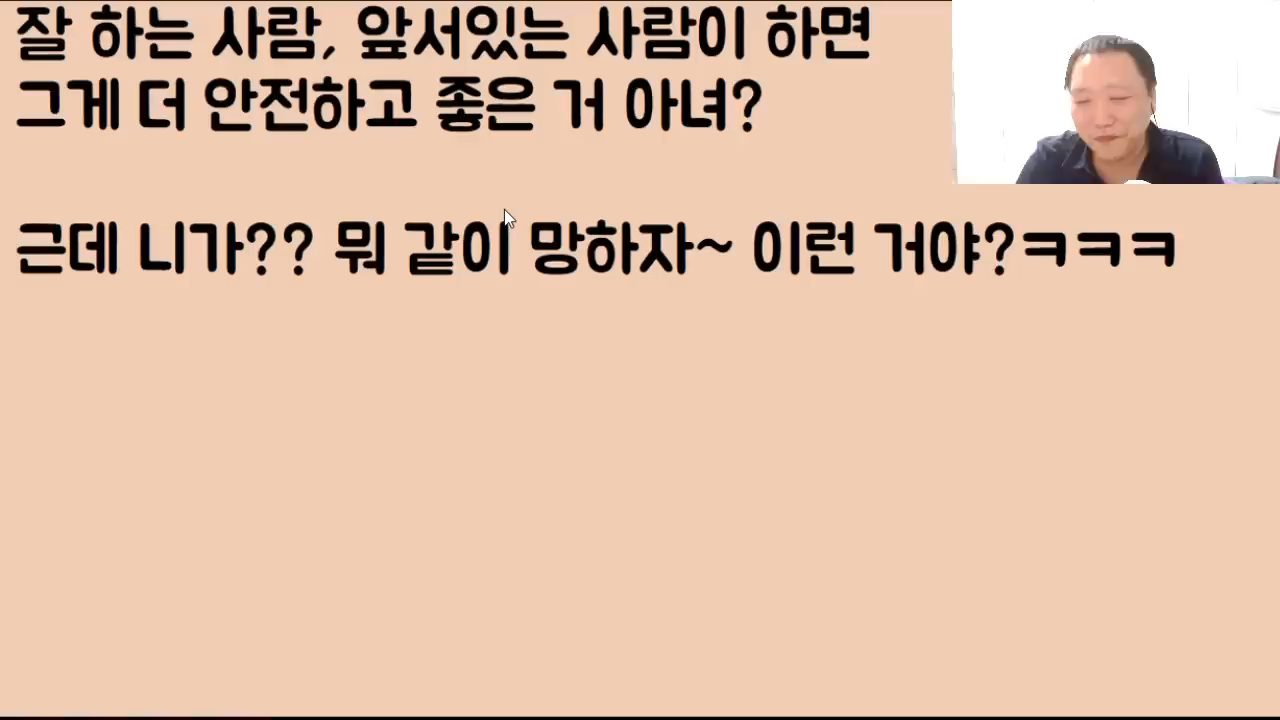 잘 하는 사람, 앞서있는 사람이 하면
그게 더 안전하고 좋은 거 아녀?
근데 니가?? 뭐 같이 망하자~ 이런 거야?ㅋㅋㅋ